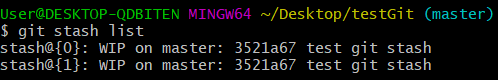 User@DESKTOP-QDBITEN MINGW64 ~/Desktop/testGit (master)
$ git stash list
stash@{0}: WIP on master: 3521a67 test git stash
stash@{1}: WIP on master: 3521a67 test git stash